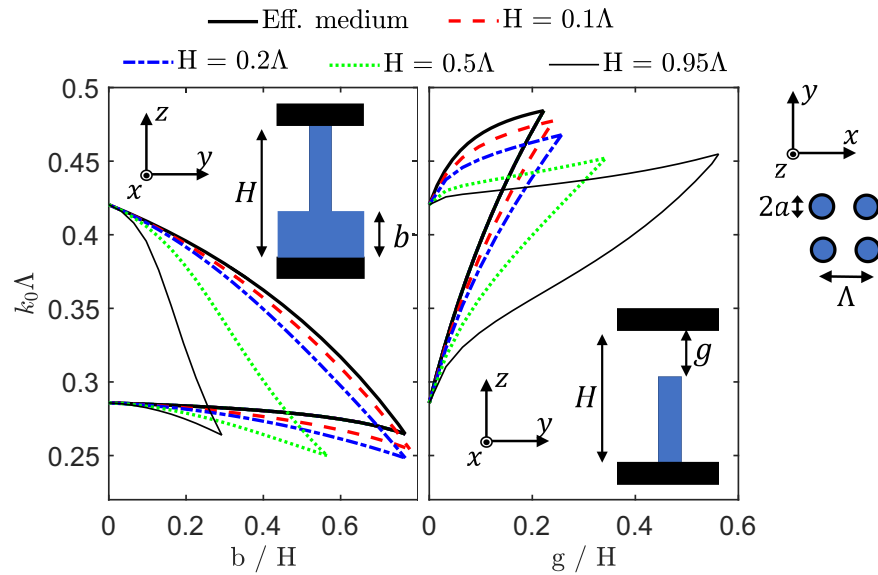 Eff. medium H = 0.1Λ
H = 0.2Λ H = 0.5Λ H = 0.95Λ
k₀Λ
0.5
0.45
0.4
0.35
0.3
0.25
0 0.2 0.4 0.6
b / H
z
y
x
H
b
0 0.2 0.4 0.6
g / H
z
y
x
H
g
y
x
z
2a
Λ